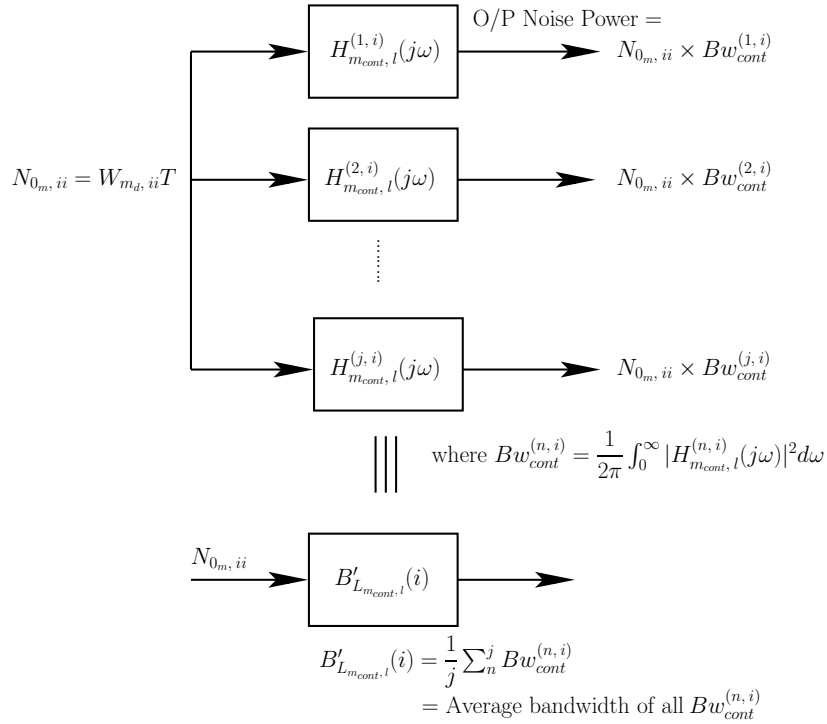 O/P Noise Power =
H^{(1, i)}_{m_{cont}, l}(jω)
N_{0_m, ii} × Bw^{(1, i)}_{cont}
N_{0_m, ii} = W_{m_d, ii}T
H^{(2, i)}_{m_{cont}, l}(jω)
N_{0_m, ii} × Bw^{(2, i)}_{cont}
H^{(j, i)}_{m_{cont}, l}(jω)
N_{0_m, ii} × Bw^{(j, i)}_{cont}
where Bw^{(n, i)}_{cont} = \frac{1}{2π} ∫_0^∞ |H^{(n, i)}_{m_{cont}, l}(jω)|^2 dω
N_{0_m, ii}
B'_{L_{m_{cont}, l}}(i)
B'_{L_{m_{cont}, l}}(i) = \frac{1}{j} ∑_n^j Bw^{(n, i)}_{cont}
= Average bandwidth of all Bw^{(n, i)}_{cont}